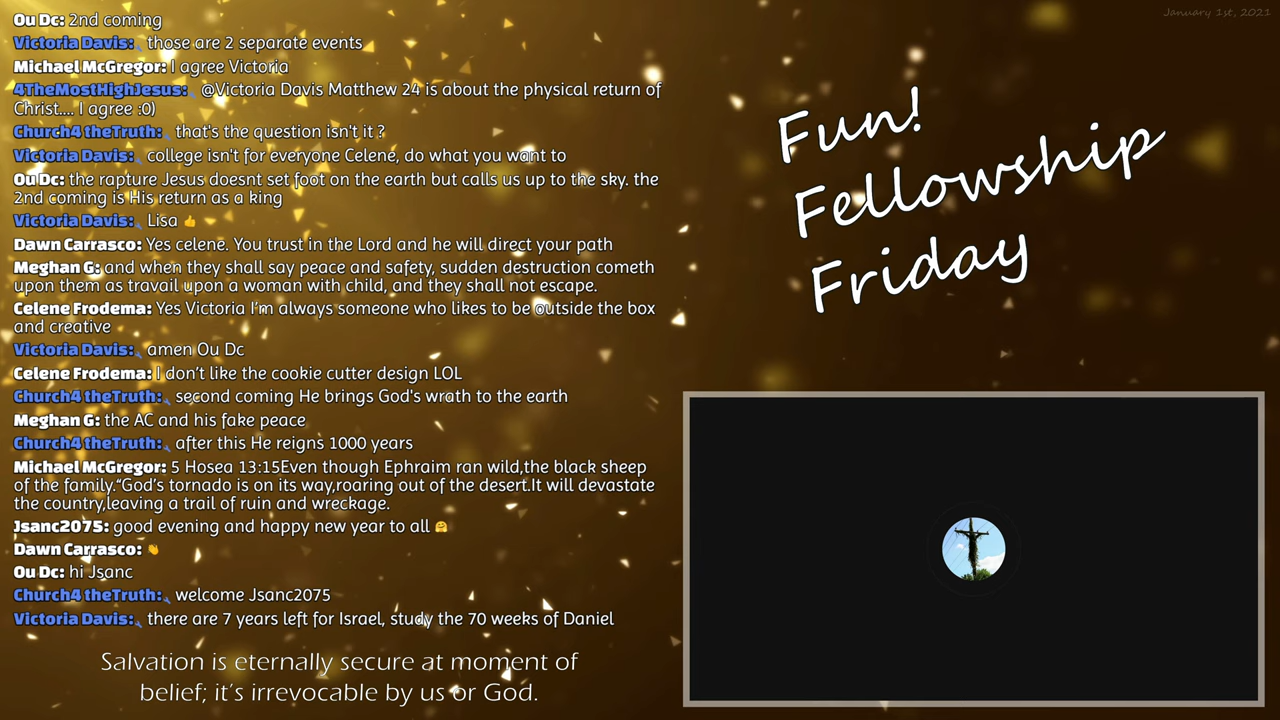 Ou Dc: 2nd coming
Victoria Davis: those are 2 separate events
Michael McGregor: I agree Victoria
4TheMostHighJesus: @Victoria Davis Matthew 24 is about the physical return of
Christ.... I agree :0)
Church4 theTruth: that's the question isn't it ?
Victoria Davis: college isn't for everyone Celene, do what you want to
Ou Dc: the rapture Jesus doesnt set foot on the earth but calls us up to the sky. the
2nd coming is His return as a king
Victoria Davis: Lisa 👍
Dawn Carrasco: Yes celene. You trust in the Lord and he will direct your path
Meghan G: and when they shall say peace and safety, sudden destruction cometh
upon them as travail upon a woman with child, and they shall not escape.
Celene Frodema: Yes Victoria I'm always someone who likes to be outside the box
and creative
Victoria Davis: amen Ou Dc
Celene Frodema: I don't like the cookie cutter design LOL
Church4 theTruth: second coming He brings God's wrath to the earth
Meghan G: the AC and his fake peace
Church4 theTruth: after this He reigns 1000 years
Michael McGregor: 5 Hosea 13:15Even though Ephraim ran wild,the black sheep
of the family."God's tornado is on its way,roaring out of the desert.It will devastate
the country,leaving a trail of ruin and wreckage.
Jsanc2075: good evening and happy new year to all 🤗
Dawn Carrasco: 👋
Ou Dc: hi Jsanc
Church4 theTruth: welcome Jsanc2075
Victoria Davis: there are 7 years left for Israel, study the 70 weeks of Daniel
Salvation is eternally secure at moment of
belief; it's irrevocable by us or God.
January 1st, 2021
Fun!
Fellowship
Friday